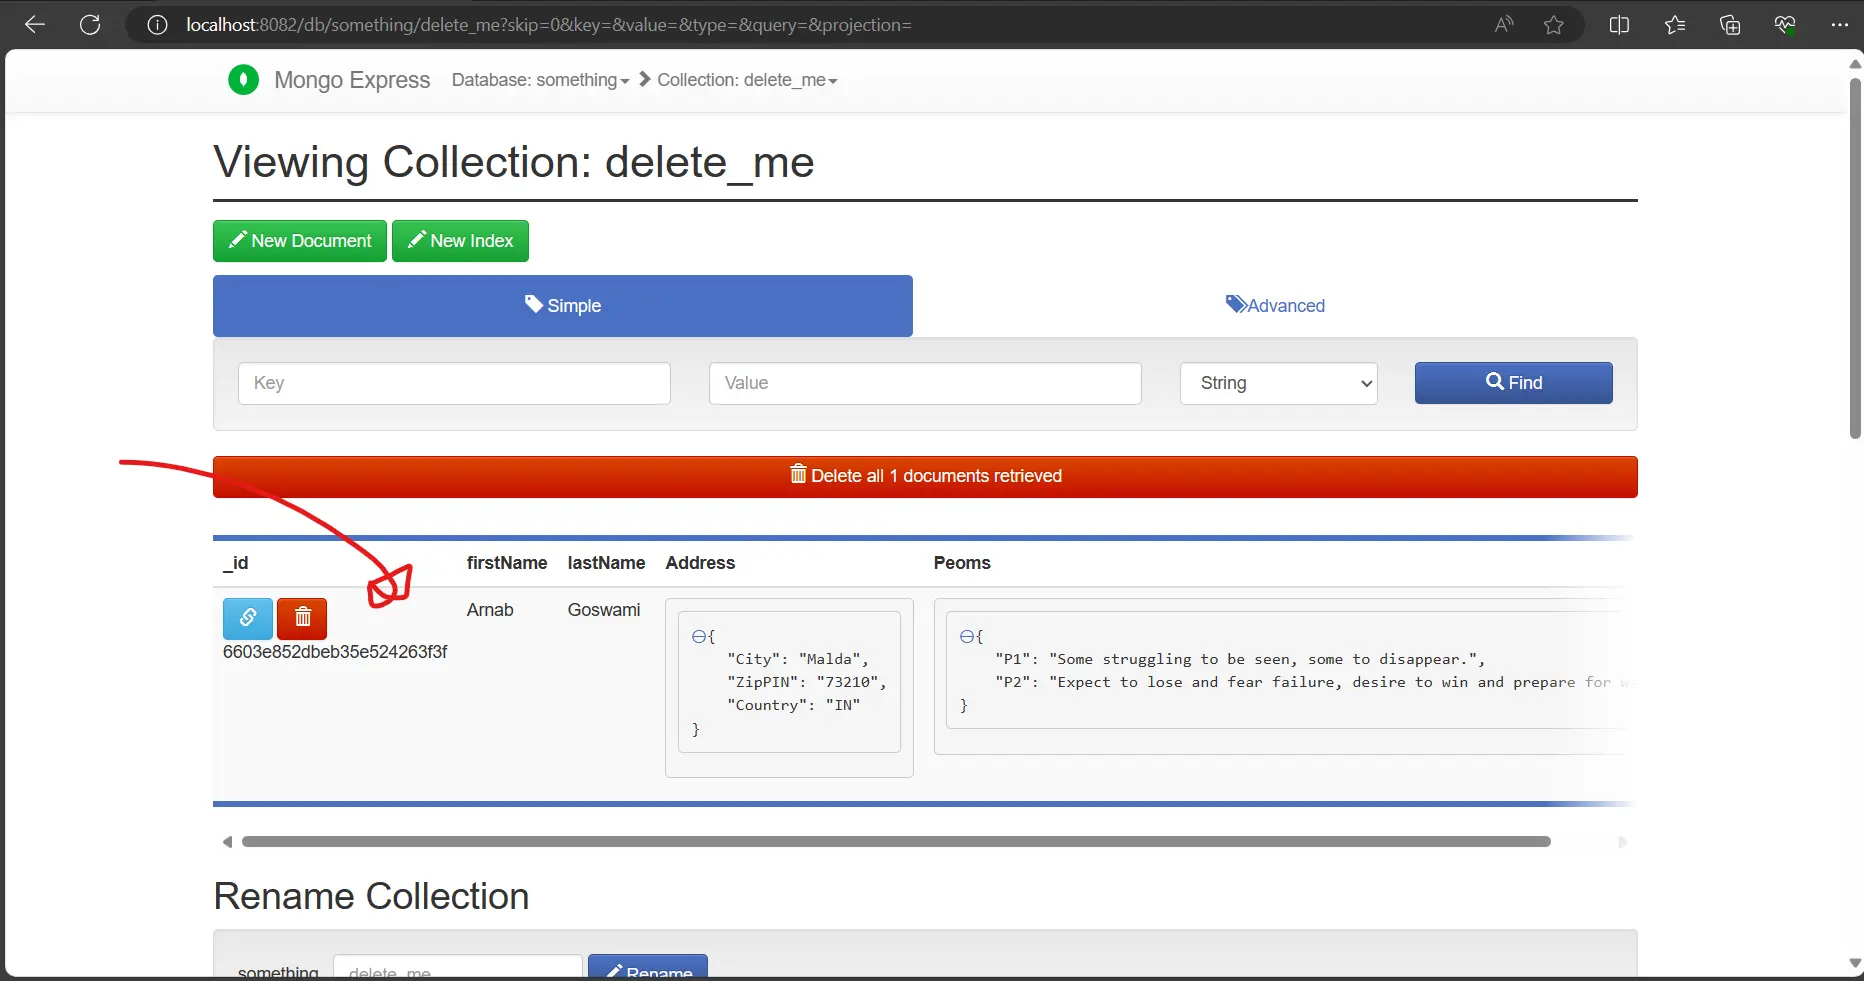 localhost:8082/db/something/delete_me?skip=0&key=&value=&type=&query=&projection=
Mongo Express Database: something Collection: delete_me
Viewing Collection: delete_me
New Document New Index
Simple Advanced
Key Value String Find
Delete all 1 documents retrieved
_id firstName lastName Address Peoms
Arnab Goswami
6603e852dbeb35e524263f3f
{
"City": "Malda",
"ZipPIN": "73210",
"Country": "IN"
}
{
"P1": "Some struggling to be seen, some to disappear.",
"P2": "Expect to lose and fear failure, desire to win and prepare for
}
Rename Collection
something delete_me Rename